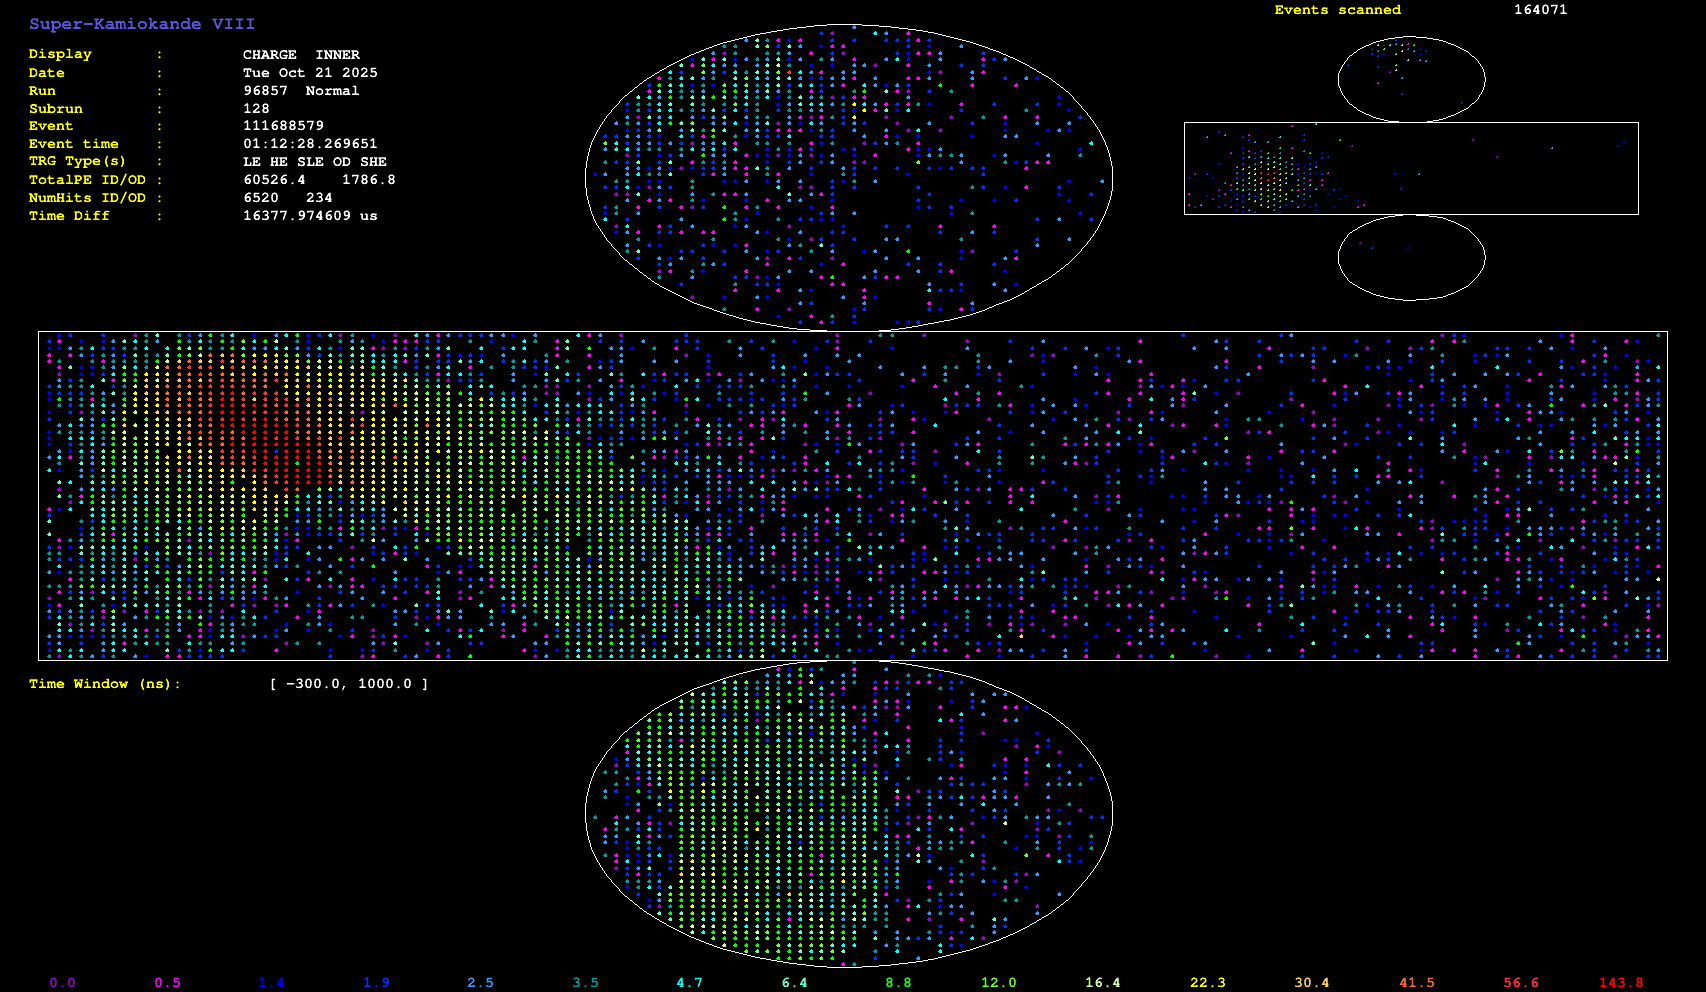 Super-Kamiokande VIII
Events scanned 164071
Display : CHARGE INNER
Date : Tue Oct 21 2025
Run : 96857 Normal
Subrun : 128
Event : 111688579
Event time : 01:12:28.269651
TRG Type(s) : LE HE SLE OD SHE
TotalPE ID/OD : 60526.4 1786.8
NumHits ID/OD : 6520 234
Time Diff : 16377.974609 us
Time Window (ns): [ -300.0, 1000.0 ]
0.0 0.5 1.4 1.9 2.5 3.5 4.7 6.4 8.8 12.0 16.4 22.3 30.4 41.5 56.6 143.8